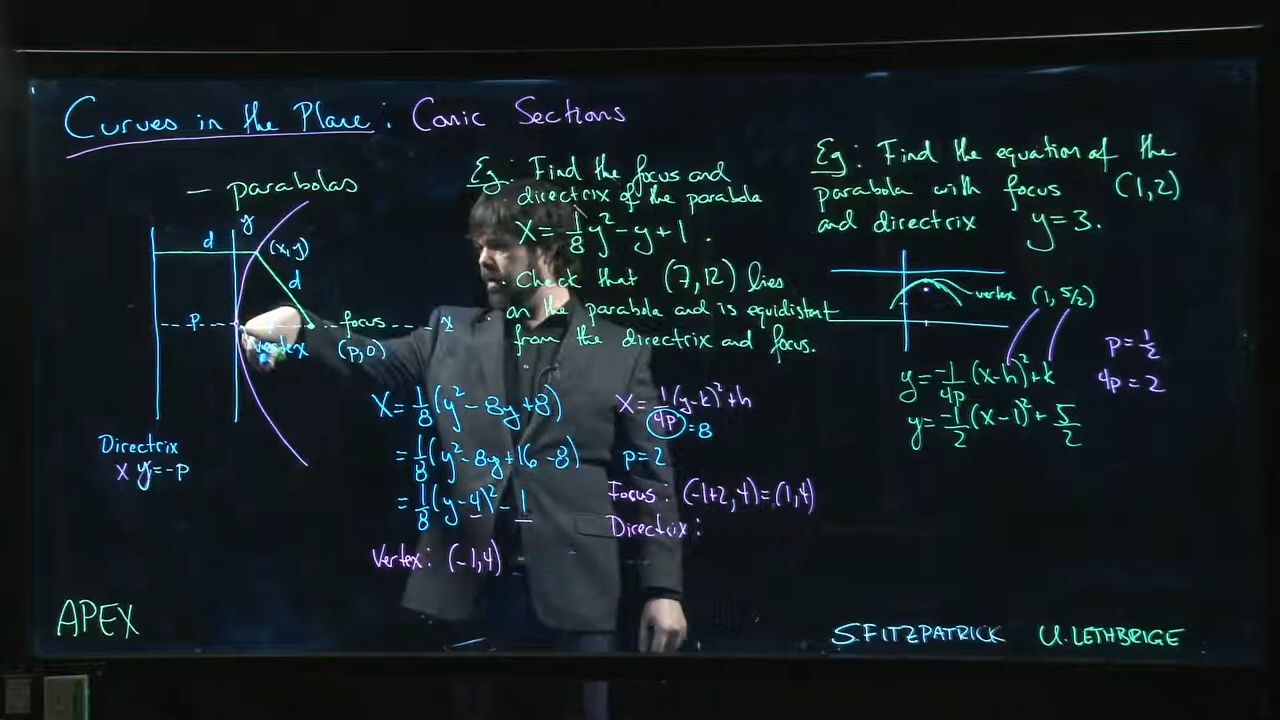 Curves in the Plane: Conic Sections
– parabolas
y
d
(x,y)
d
P
focus
x
vertex
(p,0)
Directrix
x y=-p
Eg: Find the focus and
directrix of the parabola
x = 1/8 y² - y + 1.
· Check that (7,12) lies
on the parabola and is equidistant
from the directrix and focus.
x = 1/8(y² - 8y + 8)
= 1/8(y² - 8y + 16 - 8)
= 1/8(y - 4)² - 1
Vertex: (-1,4)
x = 1/4p (y-k)² + h
= 8
p = 2
Focus: (-1+2, 4) = (1,4)
Directrix:
Eg: Find the equation of the
parabola with focus (1,2)
and directrix y=3.
vertex (1, 5/2)
y = -1/4p (x-h)² + k
y = -1/2 (x-1)² + 5/2
p = 1/2
4p = 2
APEX
S.FITZPATRICK U.LETHBRIGE